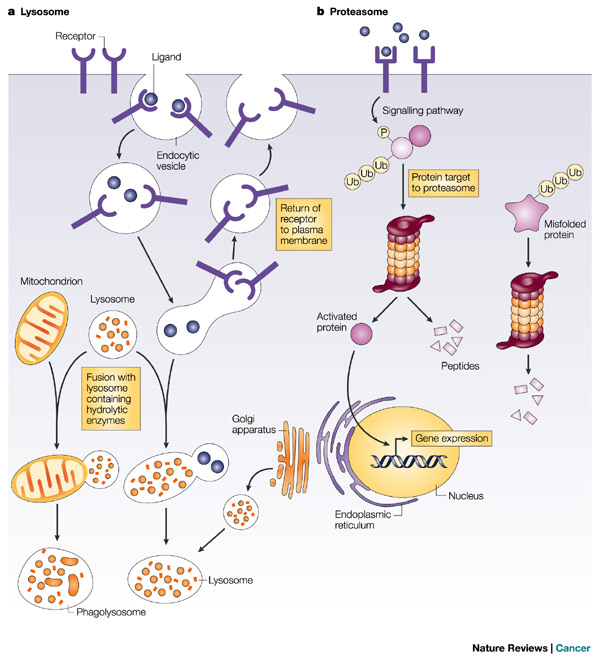 a Lysosome
Receptor
Ligand
Endocytic
vesicle
Return of
receptor
to plasma
membrane
Mitochondrion
Lysosome
Fusion with
lysosome
containing
hydrolytic
enzymes
Golgi
apparatus
Lysosome
Phagolysosome
b Proteasome
Signalling pathway
P
Ub
Ub
Ub
Protein target
to proteasome
Ub
Ub
Ub
Misfolded
protein
Activated
protein
Peptides
Gene expression
Nucleus
Endoplasmic
reticulum
Nature Reviews | Cancer